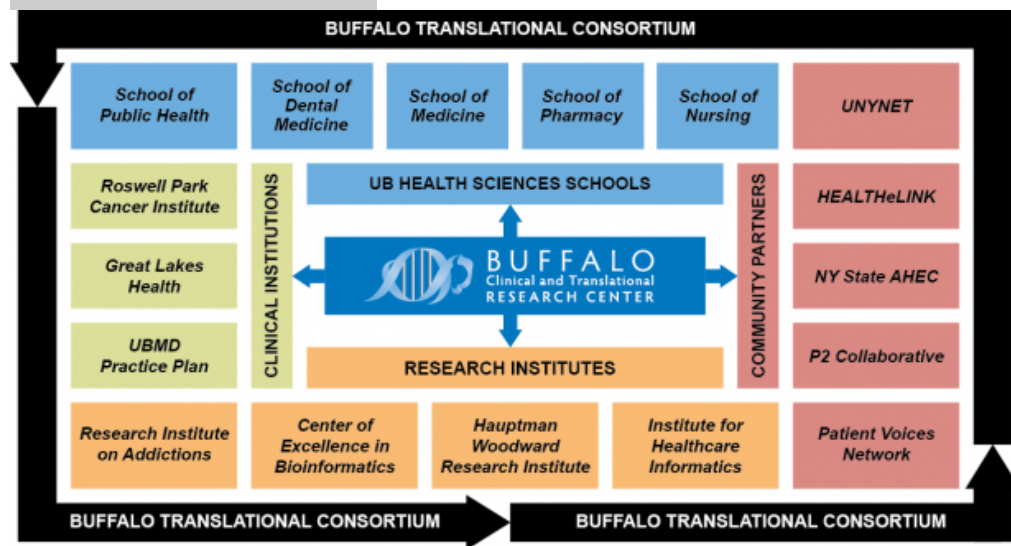 BUFFALO TRANSLATIONAL CONSORTIUM
School of
Public Health
School of
Dental
Medicine
School of
Medicine
School of
Pharmacy
School of
Nursing
UNYNET
Roswell Park
Cancer Institute
Great Lakes
Health
UBMD
Practice Plan
CLINICAL INSTITUTIONS
UB HEALTH SCIENCES SCHOOLS
BUFFALO
Clinical and Translational
RESEARCH CENTER
RESEARCH INSTITUTES
COMMUNITY PARTNERS
HEALTHeLINK
NY State AHEC
P2 Collaborative
Research Institute
on Addictions
Center of
Excellence in
Bioinformatics
Hauptman
Woodward
Research Institute
Institute for
Healthcare
Informatics
Patient Voices
Network
BUFFALO TRANSLATIONAL CONSORTIUM
BUFFALO TRANSLATIONAL CONSORTIUM